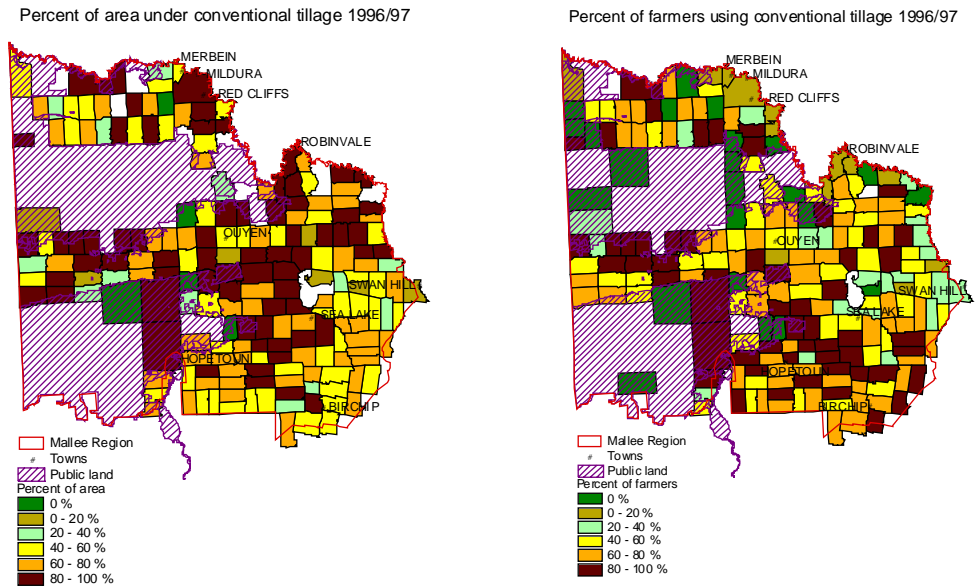 Percent of area under conventional tillage 1996/97
MERBEIN
MILDURA
RED CLIFFS
ROBINVALE
OUYEN
SWAN HILL
SEA LAKE
HOPETOUN
BIRCHIP
Mallee Region
# Towns
Public land
Percent of area
0 %
0 - 20 %
20 - 40 %
40 - 60 %
60 - 80 %
80 - 100 %
Percent of farmers using conventional tillage 1996/97
MERBEIN
MILDURA
RED CLIFFS
ROBINVALE
OUYEN
SWAN HILL
SEA LAKE
HOPETOUN
BIRCHIP
Mallee Region
# Towns
Public land
Percent of farmers
0 %
0 - 20 %
20 - 40 %
40 - 60 %
60 - 80 %
80 - 100 %